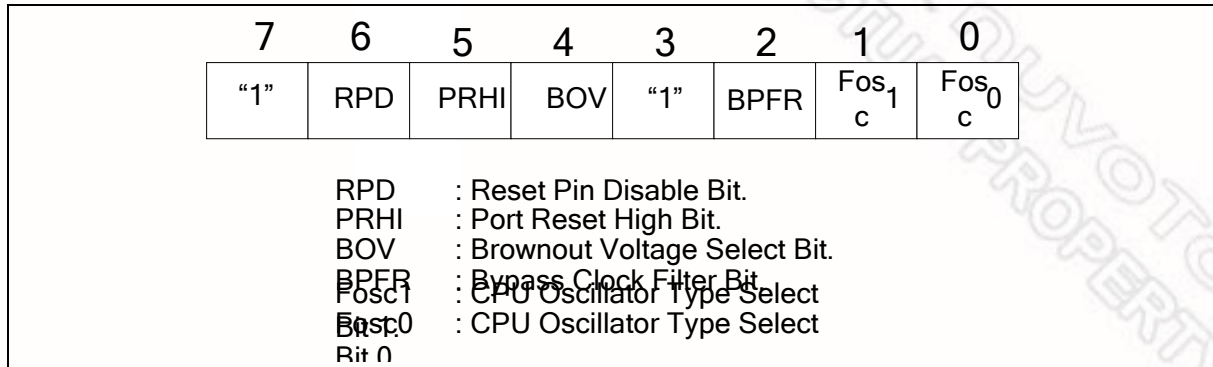 7 6 5 4 3 2 1 0
“1” RPD PRHI BOV “1” BPFR Fosc1 Fosc0
RPD : Reset Pin Disable Bit.
PRHI : Port Reset High Bit.
BOV : Brownout Voltage Select Bit.
BPFR : Bypass Clock Filter Bit.
Fosc1 : CPU Oscillator Type Select
Bit 1.
Fosc0 : CPU Oscillator Type Select
Bit 0